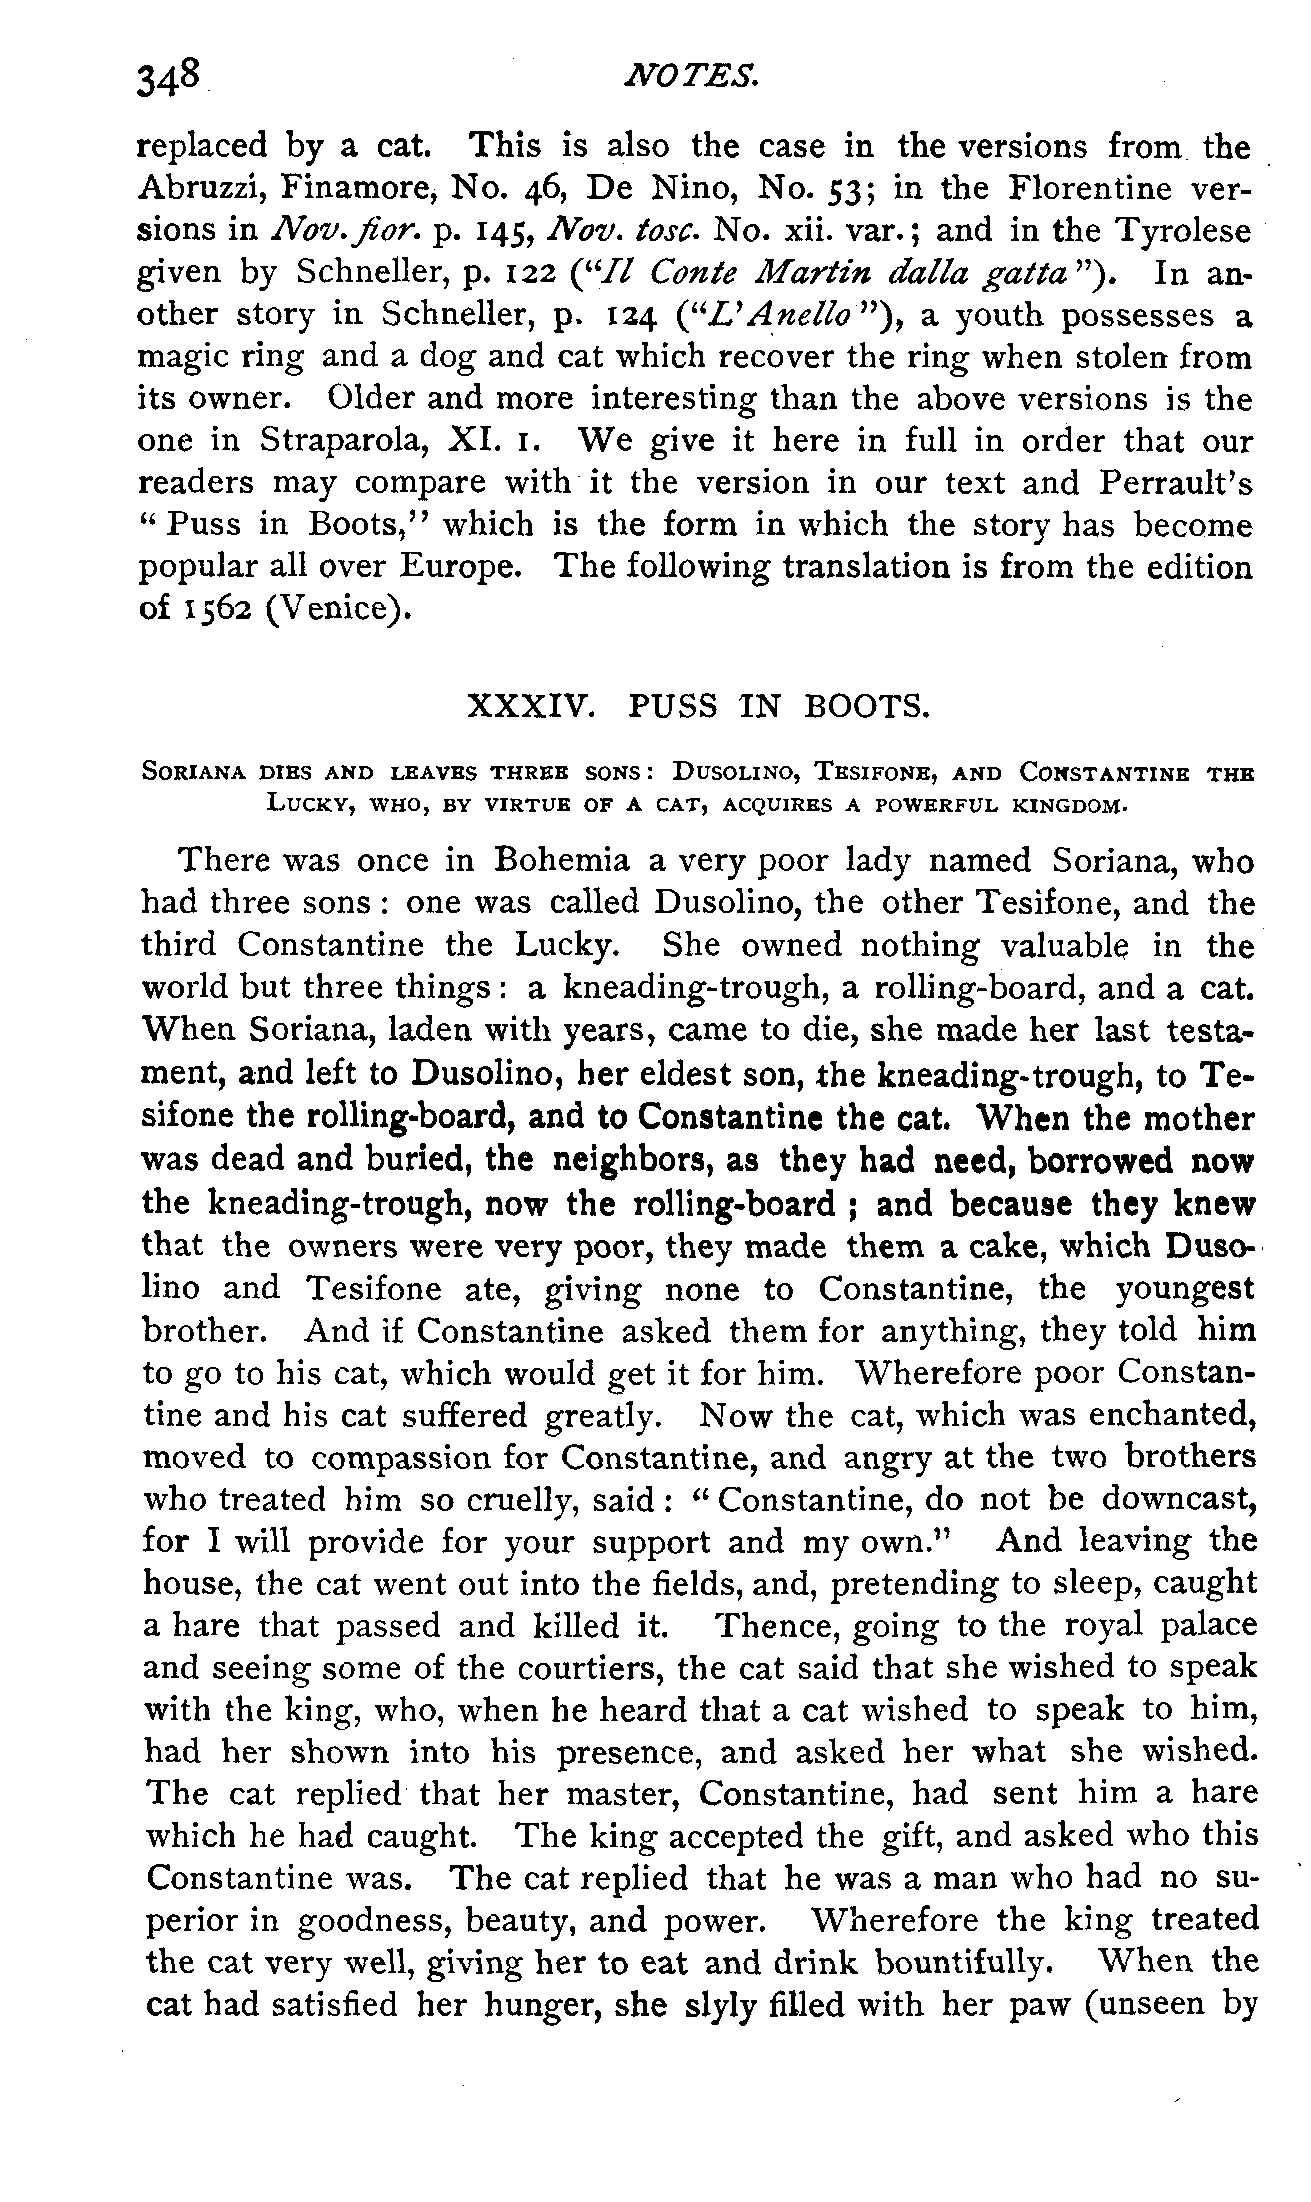 348 NOTES.
replaced by a cat. This is also the case in the versions from the
Abruzzi, Finamore, No. 46, De Nino, No. 53; in the Florentine ver-
sions in Nov. fior. p. 145, Nov. tosc. No. xii. var.; and in the Tyrolese
given by Schneller, p. 122 ("Il Conte Martin dalla gatta"). In an-
other story in Schneller, p. 124 ("L'Anello"), a youth possesses a
magic ring and a dog and cat which recover the ring when stolen from
its owner. Older and more interesting than the above versions is the
one in Straparola, XI. 1. We give it here in full in order that our
readers may compare with it the version in our text and Perrault's
"Puss in Boots," which is the form in which the story has become
popular all over Europe. The following translation is from the edition
of 1562 (Venice).
XXXIV. PUSS IN BOOTS.
SORIANA DIES AND LEAVES THREE SONS: DUSOLINO, TESIFONE, AND CONSTANTINE THE
LUCKY, WHO, BY VIRTUE OF A CAT, ACQUIRES A POWERFUL KINGDOM.
There was once in Bohemia a very poor lady named Soriana, who
had three sons: one was called Dusolino, the other Tesifone, and the
third Constantine the Lucky. She owned nothing valuable in the
world but three things: a kneading-trough, a rolling-board, and a cat.
When Soriana, laden with years, came to die, she made her last testa-
ment, and left to Dusolino, her eldest son, the kneading-trough, to Te-
sifone the rolling-board, and to Constantine the cat. When the mother
was dead and buried, the neighbors, as they had need, borrowed now
the kneading-trough, now the rolling-board; and because they knew
that the owners were very poor, they made them a cake, which Duso-
lino and Tesifone ate, giving none to Constantine, the youngest
brother. And if Constantine asked them for anything, they told him
to go to his cat, which would get it for him. Wherefore poor Constan-
tine and his cat suffered greatly. Now the cat, which was enchanted,
moved to compassion for Constantine, and angry at the two brothers
who treated him so cruelly, said: "Constantine, do not be downcast,
for I will provide for your support and my own." And leaving the
house, the cat went out into the fields, and, pretending to sleep, caught
a hare that passed and killed it. Thence, going to the royal palace
and seeing some of the courtiers, the cat said that she wished to speak
with the king, who, when he heard that a cat wished to speak to him,
had her shown into his presence, and asked her what she wished.
The cat replied that her master, Constantine, had sent him a hare
which he had caught. The king accepted the gift, and asked who this
Constantine was. The cat replied that he was a man who had no su-
perior in goodness, beauty, and power. Wherefore the king treated
the cat very well, giving her to eat and drink bountifully. When the
cat had satisfied her hunger, she slyly filled with her paw (unseen by